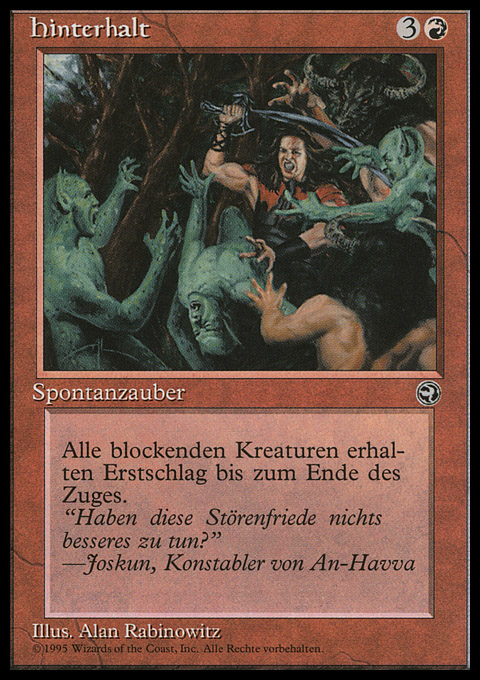 Hinterhalt 3
Spontanzauber
Alle blockenden Kreaturen erhal-
ten Erstschlag bis zum Ende des
Zuges.
“Haben diese Störenfriede nichts
besseres zu tun?”
—Joskun, Konstabler von An-Havva
Illus. Alan Rabinowitz
©1995 Wizards of the Coast, Inc. Alle Rechte vorbehalten.